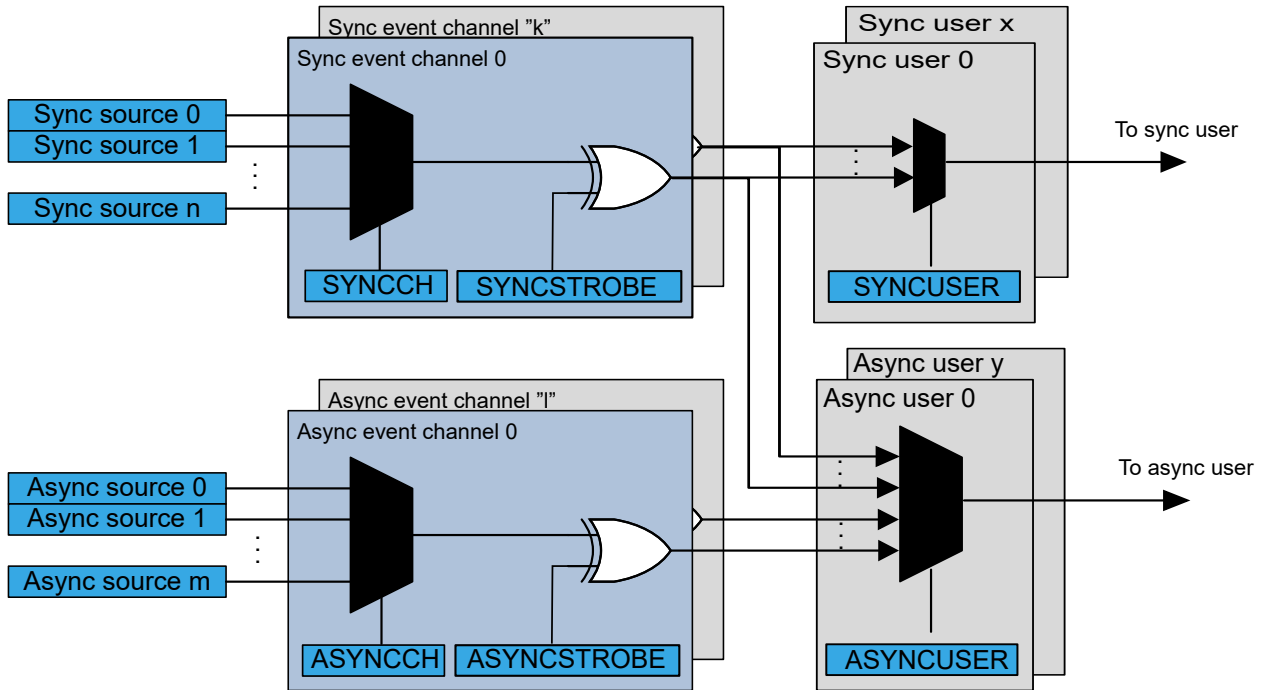 Sync event channel ”k”
Sync event channel 0
Sync source 0
Sync source 1
Sync source n
SYNCCH
SYNCSTROBE
Sync user x
Sync user 0
SYNCUSER
To sync user
Async event channel ”l”
Async event channel 0
Async source 0
Async source 1
Async source m
ASYNCCH
ASYNCSTROBE
Async user y
Async user 0
ASYNCUSER
To async user